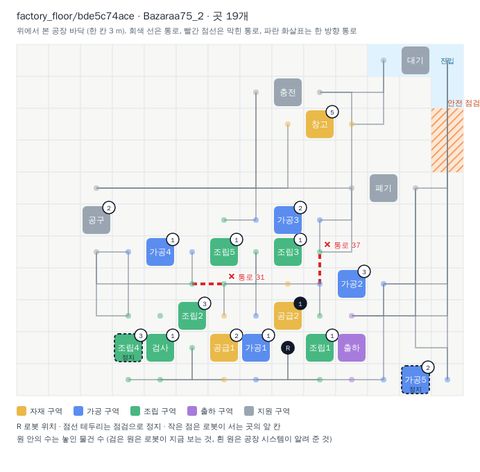 factory_floor/bde5c74ace · Bazaraa75_2 · 곳 19개
위에서 본 공장 바닥 (한 칸 3 m). 회색 선은 통로, 빨간 점선은 막힌 통로, 파란 화살표는 한 방향 통로
대기
전립
충전
안전 점검
창고 5
폐기
공구 2
가공3 2
가공4 1
조립5 1
조립3 1
✕ 통로 37
✕ 통로 31
가공2 3
조립2 3
공급2 1
조립4 3
정지
검사 1
공급1 2
가공1 1
R
조립1 1
출하
가공5 2
정지
자재 구역
가공 구역
조립 구역
출하 구역
지원 구역
R 로봇 위치 · 점선 테두리는 점검으로 정지 · 작은 점은 로봇이 서는 곳의 앞 칸
원 안의 수는 놓인 물건 수 (검은 원은 로봇이 지금 보는 것, 흰 원은 공장 시스템이 알려 준 것)